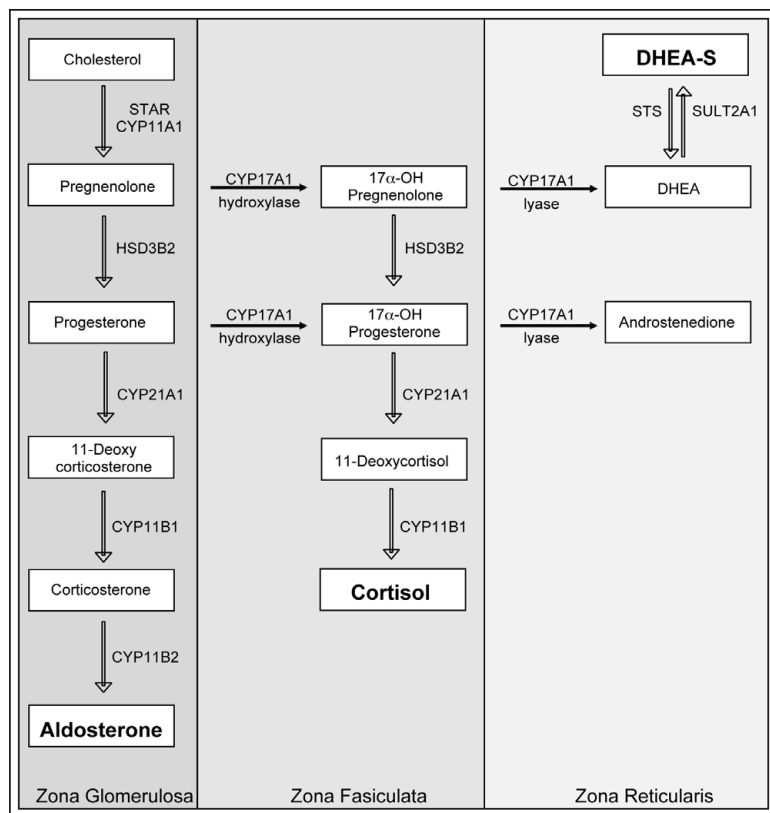 Cholesterol
STAR
CYP11A1
Pregnenolone
HSD3B2
Progesterone
CYP21A1
11-Deoxy
corticosterone
CYP11B1
Corticosterone
CYP11B2
Aldosterone
Zona Glomerulosa
CYP17A1
hydroxylase
17α-OH
Pregnenolone
HSD3B2
CYP17A1
hydroxylase
17α-OH
Progesterone
CYP21A1
11-Deoxycortisol
CYP11B1
Cortisol
Zona Fasiculata
DHEA-S
STS
SULT2A1
CYP17A1
lyase
DHEA
CYP17A1
lyase
Androstenedione
Zona Reticularis